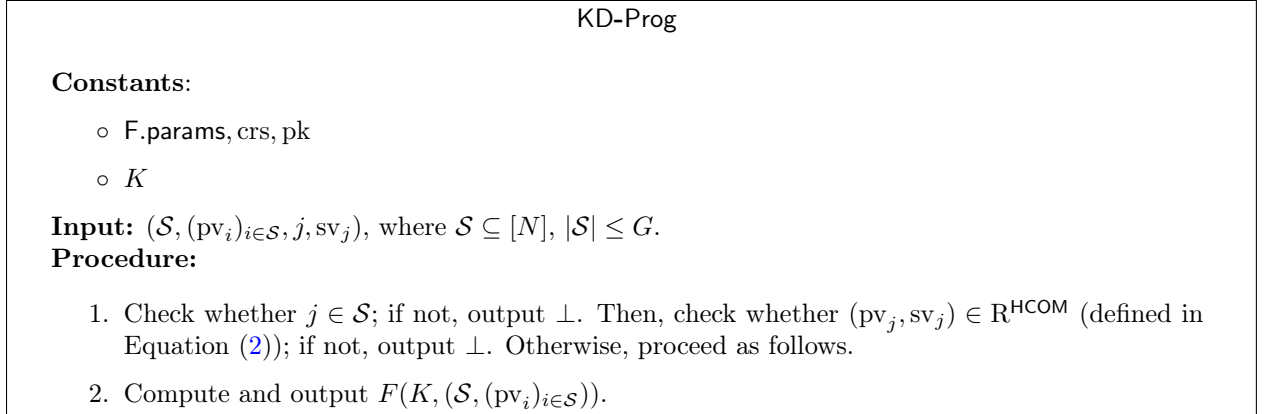 KD-Prog
Constants:
◦ F.params, crs, pk
◦ K
Input: (𝒮, (pv_i)_{i∈𝒮}, j, sv_j), where 𝒮 ⊆ [N], |𝒮| ≤ G.
Procedure:
1. Check whether j ∈ 𝒮; if not, output ⊥. Then, check whether (pv_j, sv_j) ∈ R^{HCOM} (defined in
Equation (2)); if not, output ⊥. Otherwise, proceed as follows.
2. Compute and output F(K, (𝒮, (pv_i)_{i∈𝒮})).